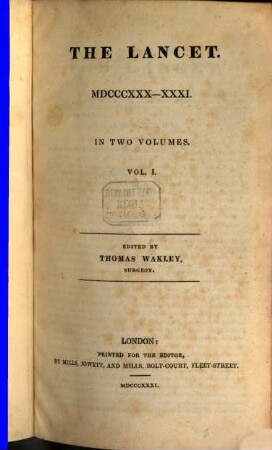 THE LANCET.
MDCCCXXX—XXXI.
IN TWO VOLUMES.
VOL. I.
REGIA
EDITED BY
THOMAS WAKLEY,
SURGEON.
LONDON:
PRINTED FOR THE EDITOR,
BY MILLS, JOWETT, AND MILLS, BOLT-COURT, FLEET-STREET.
MDCCCXXXI.